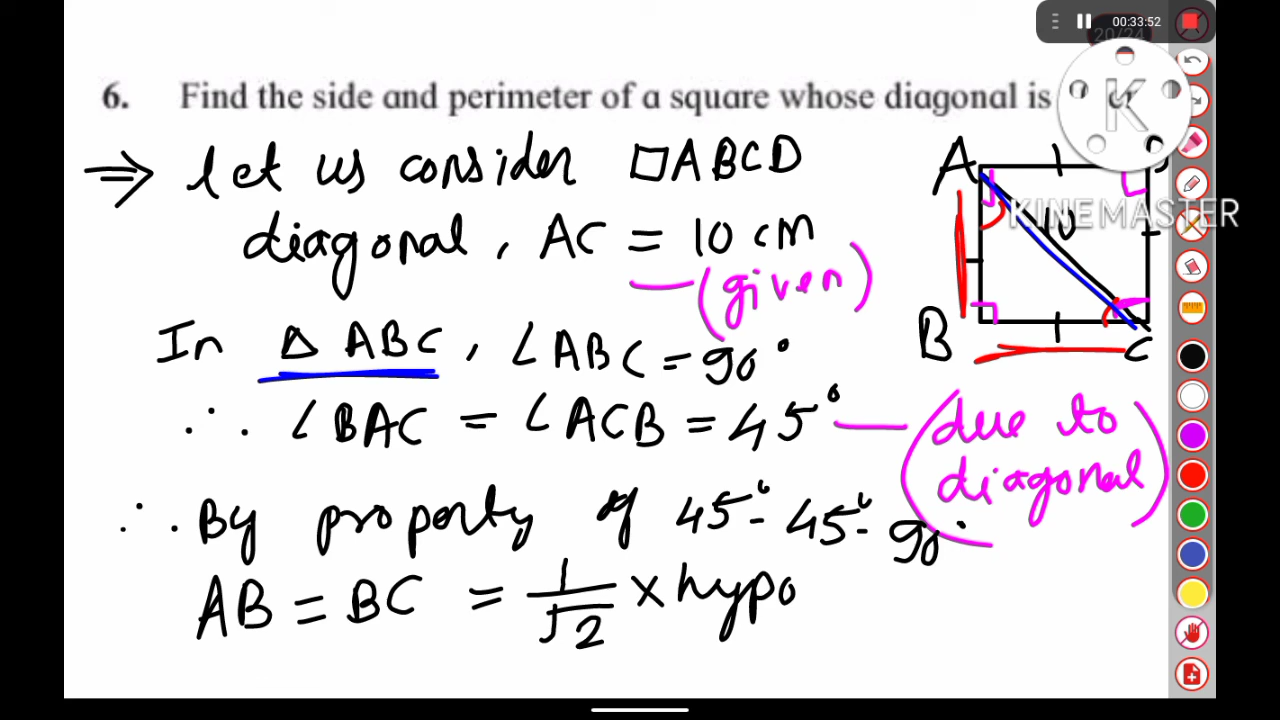 00:33:52
20/24
6. Find the side and perimeter of a square whose diagonal is
K
KINEMASTER
⇒ Let us consider □ABCD
diagonal, AC = 10 cm
(given)
A
10
B
C
In △ ABC, ∠ABC = 90°
∴ ∠BAC = ∠ACB = 45°
(due to
diagonal)
∴ By property of 45°- 45°- 90°
AB = BC = 1/√2 × hypo